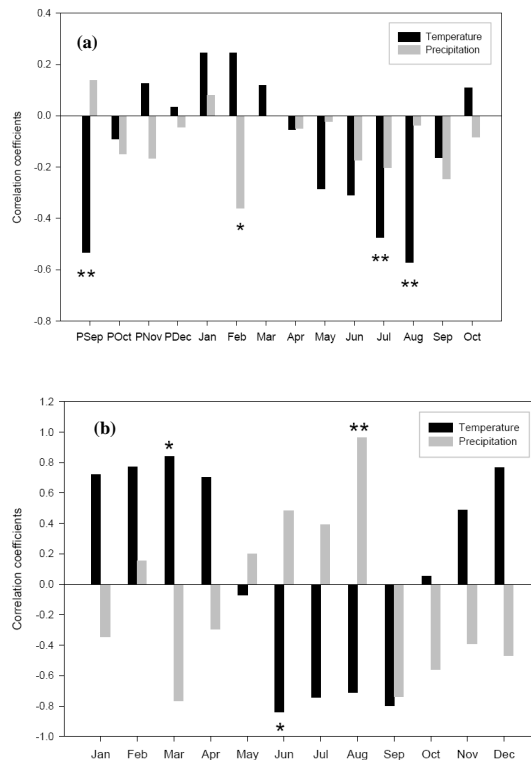 (a)
Temperature
Precipitation
Correlation coefficients
0.4
0.2
0.0
-0.2
-0.4
-0.6
-0.8
**
*
**
**
PSep POct PNov PDec Jan Feb Mar Apr May Jun Jul Aug Sep Oct
(b)
Temperature
Precipitation
Correlation coefficients
1.2
1.0
0.8
0.6
0.4
0.2
0.0
-0.2
-0.4
-0.6
-0.8
-1.0
*
**
*
Jan Feb Mar Apr May Jun Jul Aug Sep Oct Nov Dec